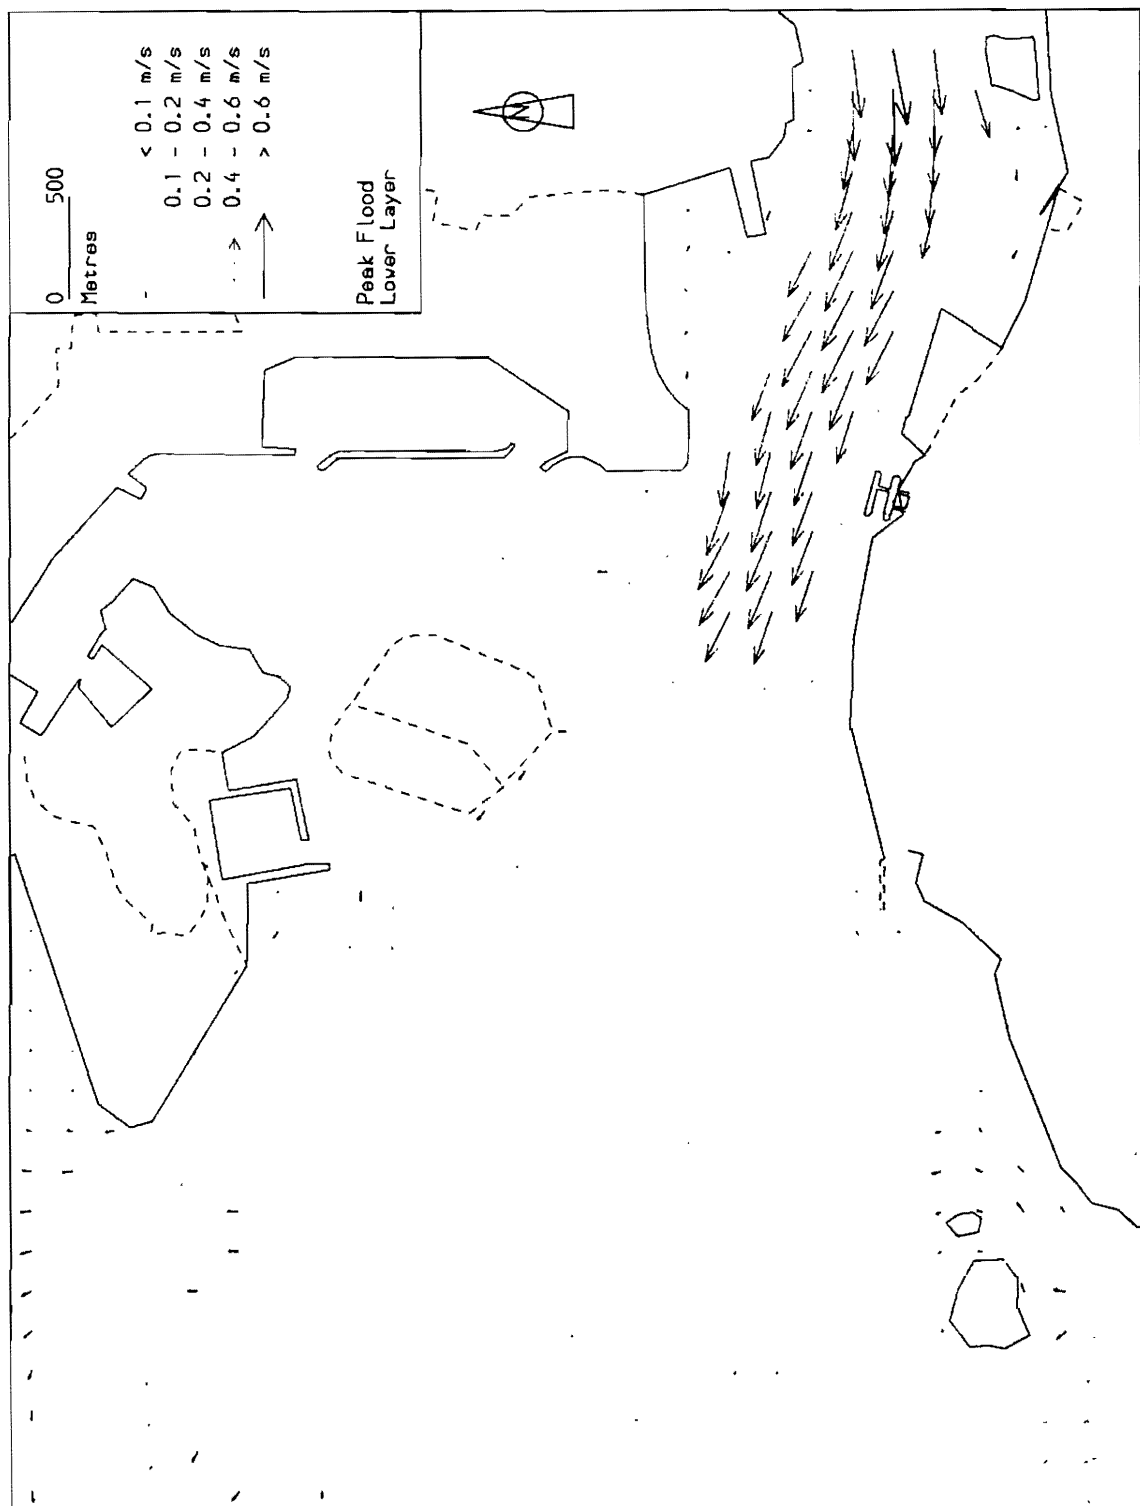 0 500
Metres
< 0.1 m/s
0.1 - 0.2 m/s
0.2 - 0.4 m/s
0.4 - 0.6 m/s
> 0.6 m/s
Peak Flood
Lower Layer
N